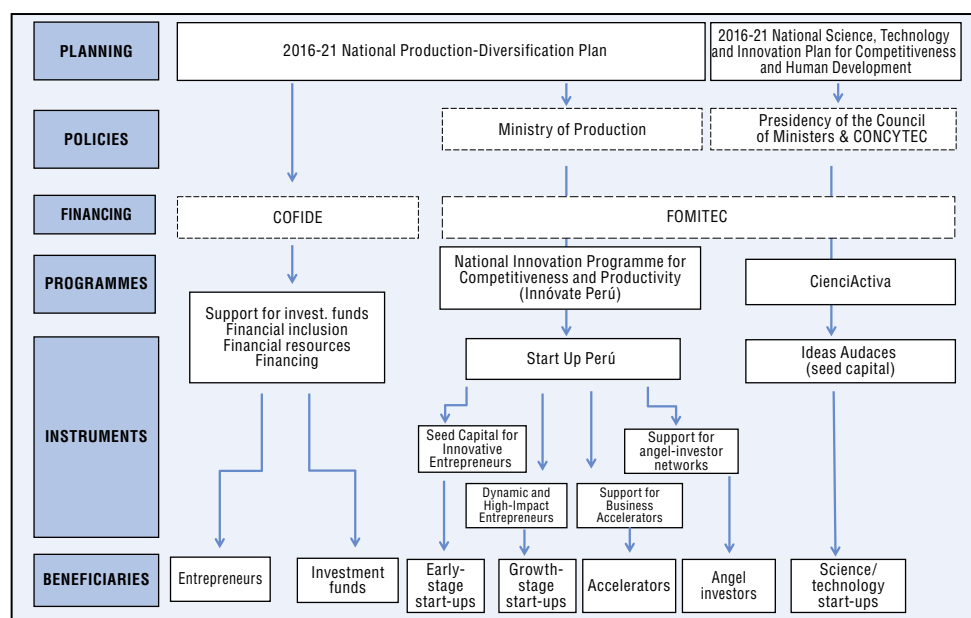 PLANNING
2016-21 National Production-Diversification Plan
2016-21 National Science, Technology
and Innovation Plan for Competitiveness
and Human Development
POLICIES
Ministry of Production
Presidency of the Council
of Ministers & CONCYTEC
FINANCING
COFIDE
FOMITEC
PROGRAMMES
National Innovation Programme for
Competitiveness and Productivity
(Innóvate Perú)
CienciActiva
Support for invest. funds
Financial inclusion
Financial resources
Financing
INSTRUMENTS
Start Up Perú
Ideas Audaces
(seed capital)
Seed Capital for
Innovative
Entrepreneurs
Support for
angel-investor
networks
Dynamic and
High-Impact
Entrepreneurs
Support for
Business
Accelerators
BENEFICIARIES
Entrepreneurs
Investment
funds
Early-
stage
start-ups
Growth-
stage
start-ups
Accelerators
Angel
investors
Science/
technology
start-ups